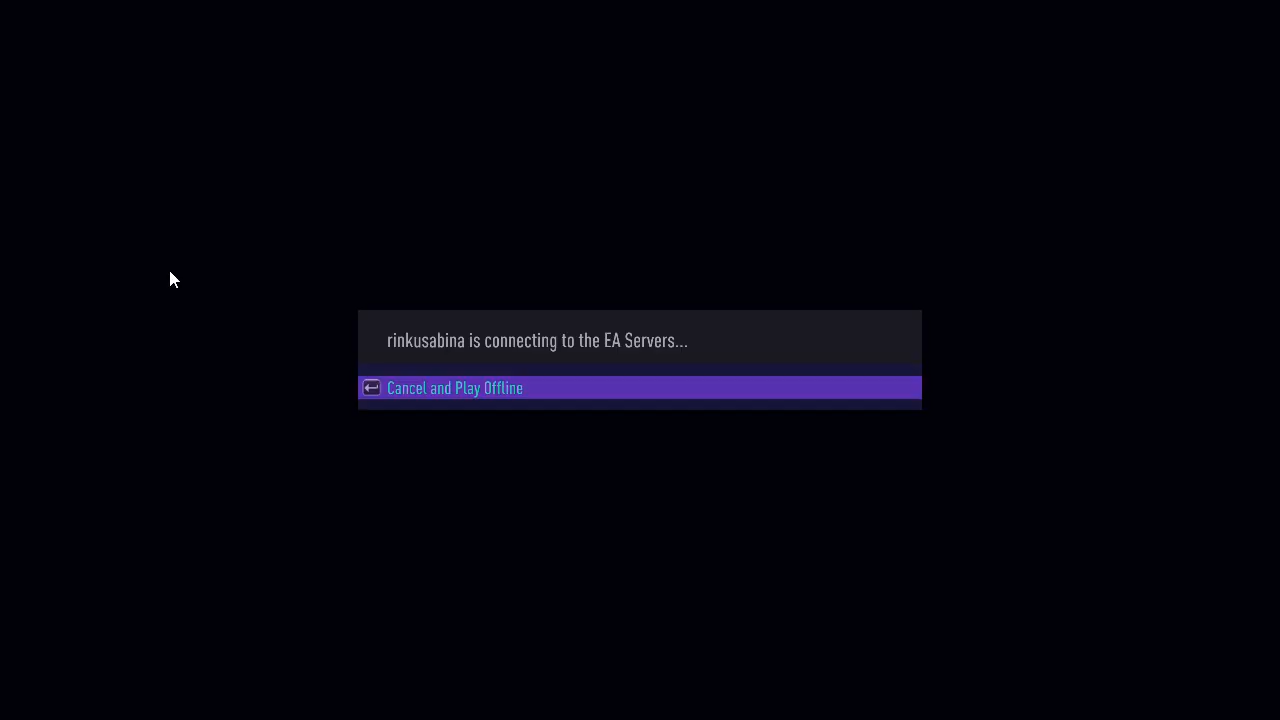 rinkusabina is connecting to the EA Servers...
Cancel and Play Offline